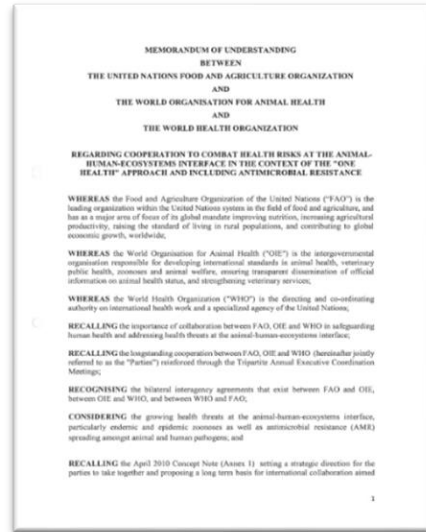 MEMORANDUM OF UNDERSTANDING
BETWEEN
THE UNITED NATIONS FOOD AND AGRICULTURE ORGANIZATION
AND
THE WORLD ORGANISATION FOR ANIMAL HEALTH
AND
THE WORLD HEALTH ORGANIZATION
REGARDING COOPERATION TO COMBAT HEALTH RISKS AT THE ANIMAL-
HUMAN-ECOSYSTEMS INTERFACE IN THE CONTEXT OF THE "ONE
HEALTH" APPROACH AND INCLUDING ANTIMICROBIAL RESISTANCE
WHEREAS the Food and Agriculture Organization of the United Nations ("FAO") is the
leading organization within the United Nations system in the field of food and agriculture, and
has as a major area of focus of its global mandate improving nutrition, increasing agricultural
productivity, raising the standard of living in rural populations, and contributing to global
economic growth, worldwide;
WHEREAS the World Organisation for Animal Health ("OIE") is the intergovernmental
organisation responsible for developing international standards in animal health, veterinary
public health, zoonoses and animal welfare, ensuring transparent dissemination of official
information on animal health status, and strengthening veterinary services;
WHEREAS the World Health Organization ("WHO") is the directing and co-ordinating
authority on international health work and a specialized agency of the United Nations;
RECALLING the importance of collaboration between FAO, OIE and WHO in safeguarding
human health and addressing health threats at the animal-human-ecosystems interface;
RECALLING the longstanding cooperation between FAO, OIE and WHO (hereinafter jointly
referred to as the "Parties") reinforced through the Tripartite Annual Executive Coordination
Meetings;
RECOGNISING the bilateral interagency agreements that exist between FAO and OIE,
between OIE and WHO, and between WHO and FAO;
CONSIDERING the growing health threats at the animal-human-ecosystems interface,
particularly endemic and epidemic zoonoses as well as antimicrobial resistance (AMR)
spreading amongst animal and human pathogens; and
RECALLING the April 2010 Concept Note (Annex 1) setting a strategic direction for the
parties to take together and proposing a long term basis for international collaboration aimed
1